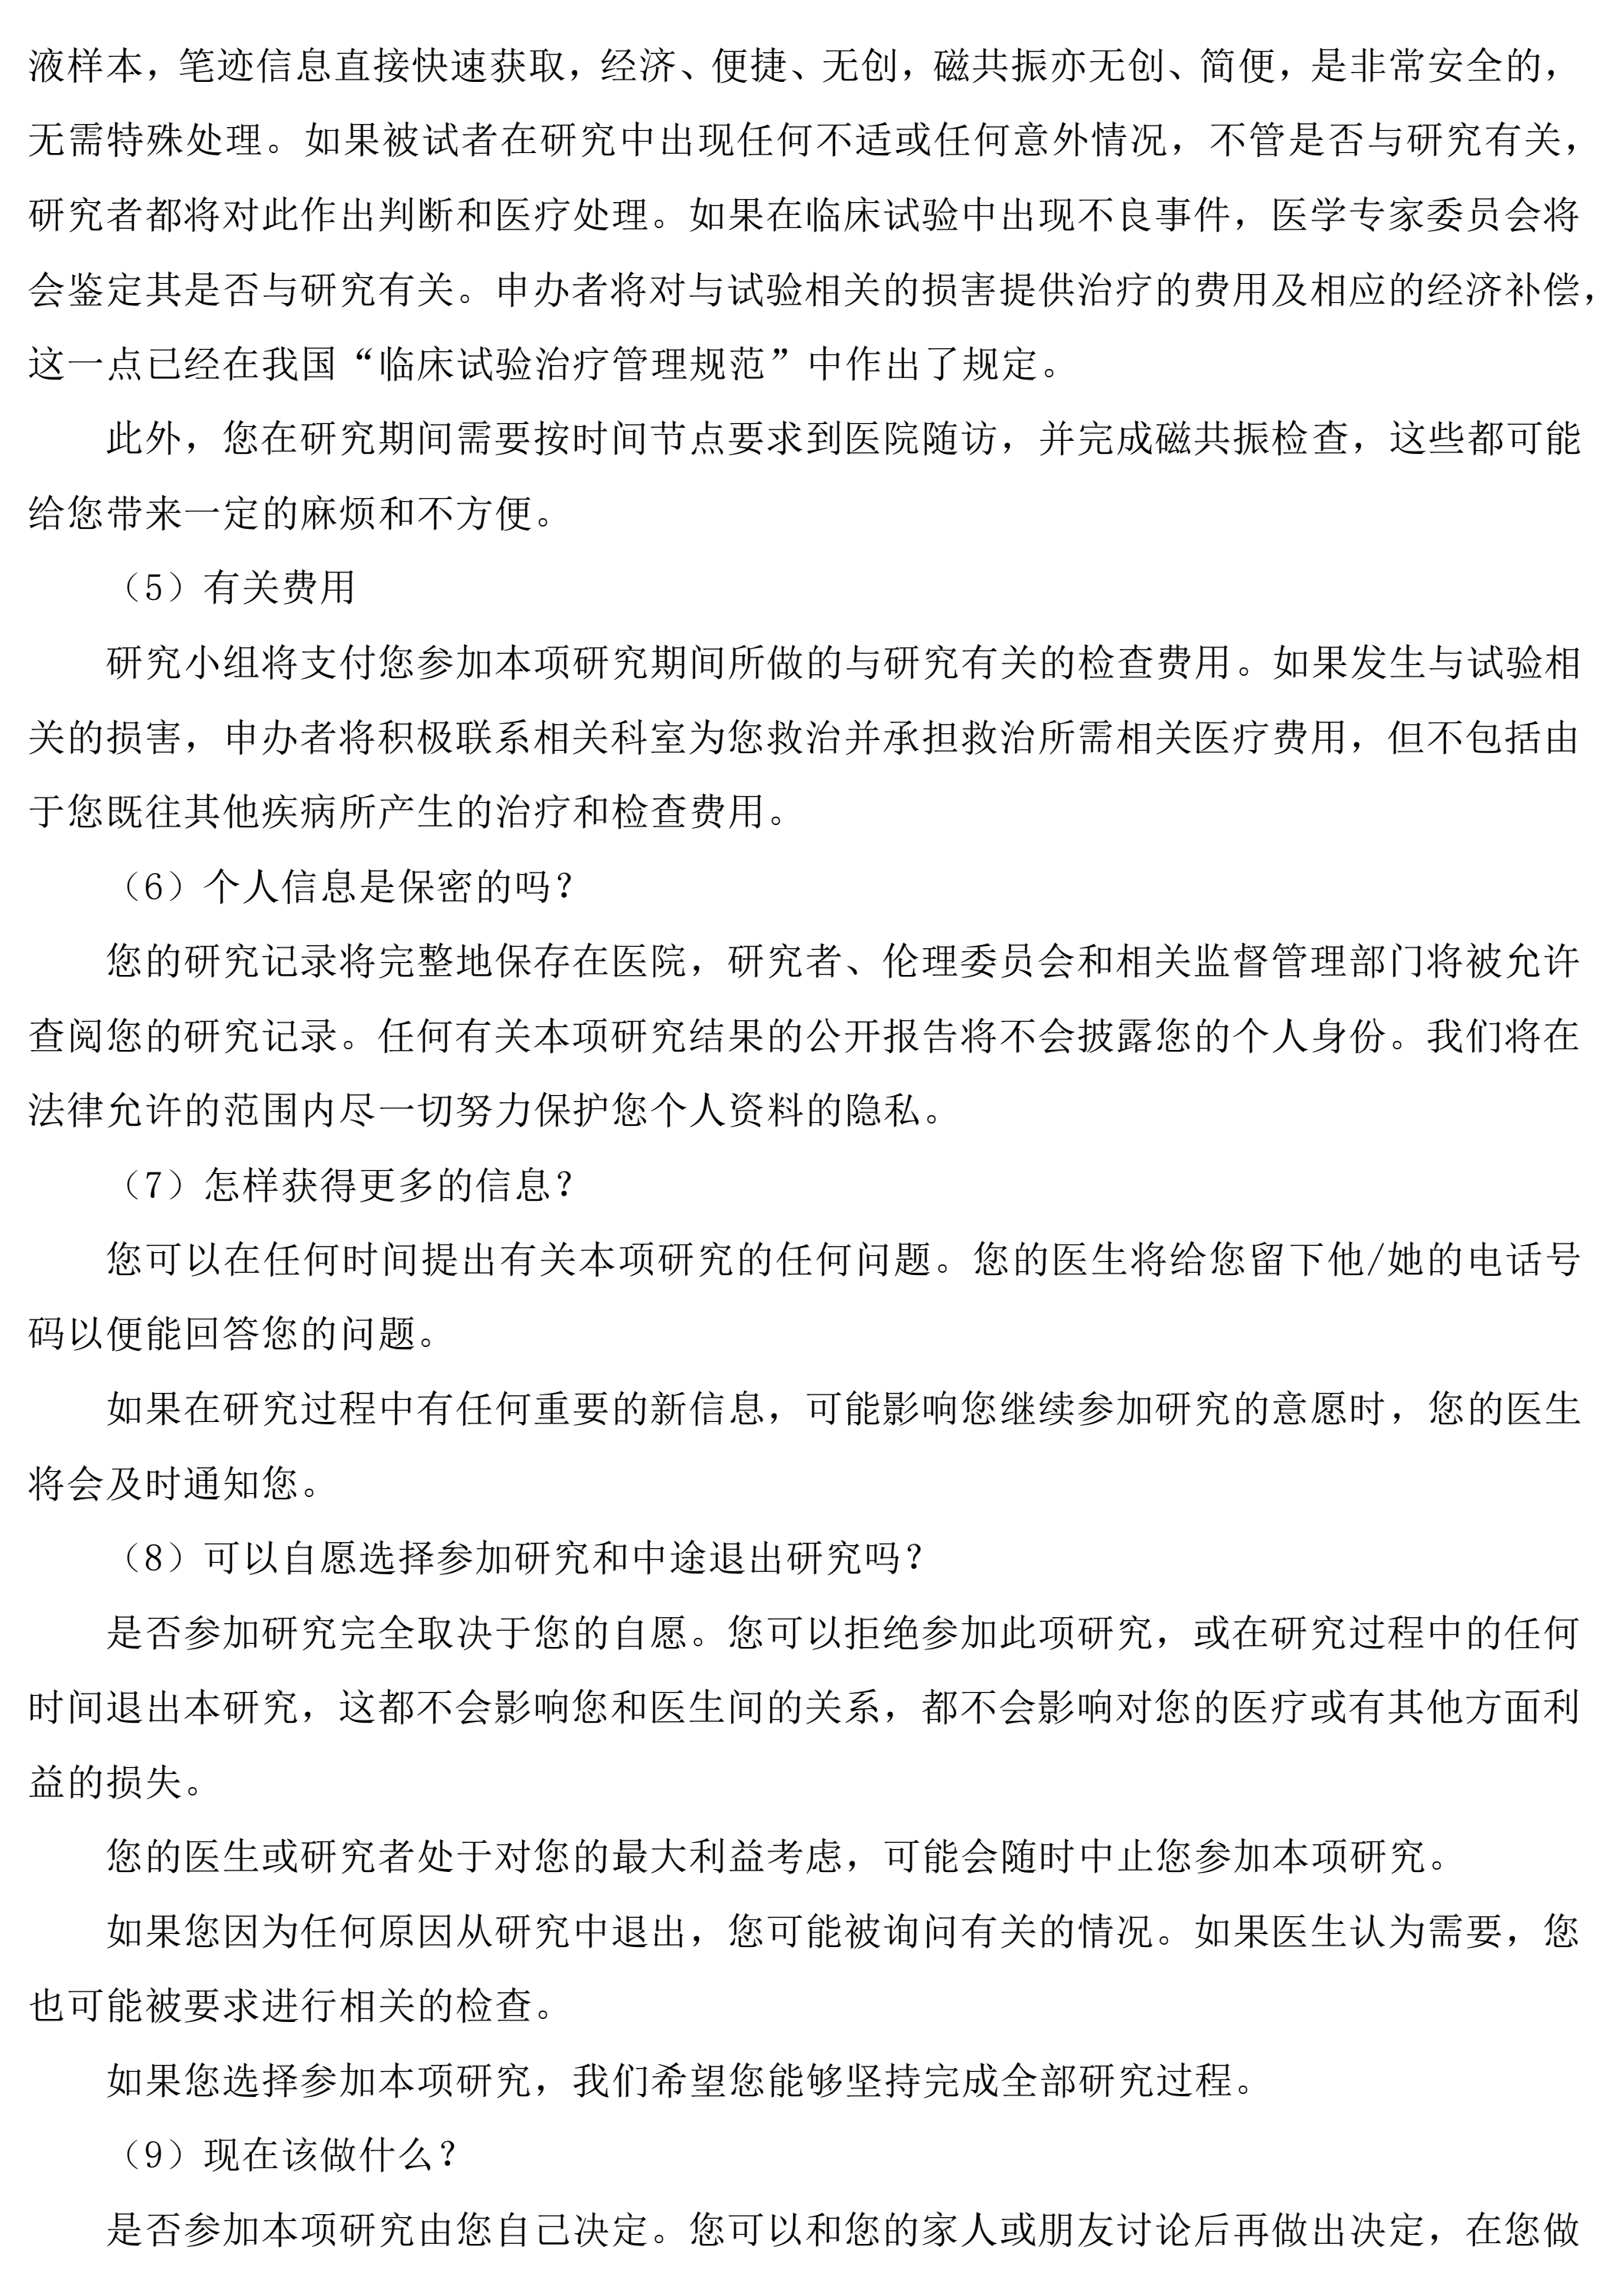 液样本，笔迹信息直接快速获取，经济、便捷、无创，磁共振亦无创、简便，是非常安全的，
无需特殊处理。如果被试者在研究中出现任何不适或任何意外情况，不管是否与研究有关，
研究者都将对此作出判断和医疗处理。如果在临床试验中出现不良事件，医学专家委员会将
会鉴定其是否与研究有关。申办者将对与试验相关的损害提供治疗的费用及相应的经济补偿，
这一点已经在我国“临床试验治疗管理规范”中作出了规定。
此外，您在研究期间需要按时间节点要求到医院随访，并完成磁共振检查，这些都可能
给您带来一定的麻烦和不方便。
（5）有关费用
研究小组将支付您参加本项研究期间所做的与研究有关的检查费用。如果发生与试验相
关的损害，申办者将积极联系相关科室为您救治并承担救治所需相关医疗费用，但不包括由
于您既往其他疾病所产生的治疗和检查费用。
（6）个人信息是保密的吗？
您的研究记录将完整地保存在医院，研究者、伦理委员会和相关监督管理部门将被允许
查阅您的研究记录。任何有关本项研究结果的公开报告将不会披露您的个人身份。我们将在
法律允许的范围内尽一切努力保护您个人资料的隐私。
（7）怎样获得更多的信息？
您可以在任何时间提出有关本项研究的任何问题。您的医生将给您留下他/她的电话号
码以便能回答您的问题。
如果在研究过程中有任何重要的新信息，可能影响您继续参加研究的意愿时，您的医生
将会及时通知您。
（8）可以自愿选择参加研究和中途退出研究吗？
是否参加研究完全取决于您的自愿。您可以拒绝参加此项研究，或在研究过程中的任何
时间退出本研究，这都不会影响您和医生间的关系，都不会影响对您的医疗或有其他方面利
益的损失。
您的医生或研究者处于对您的最大利益考虑，可能会随时中止您参加本项研究。
如果您因为任何原因从研究中退出，您可能被询问有关的情况。如果医生认为需要，您
也可能被要求进行相关的检查。
如果您选择参加本项研究，我们希望您能够坚持完成全部研究过程。
（9）现在该做什么？
是否参加本项研究由您自己决定。您可以和您的家人或朋友讨论后再做出决定，在您做